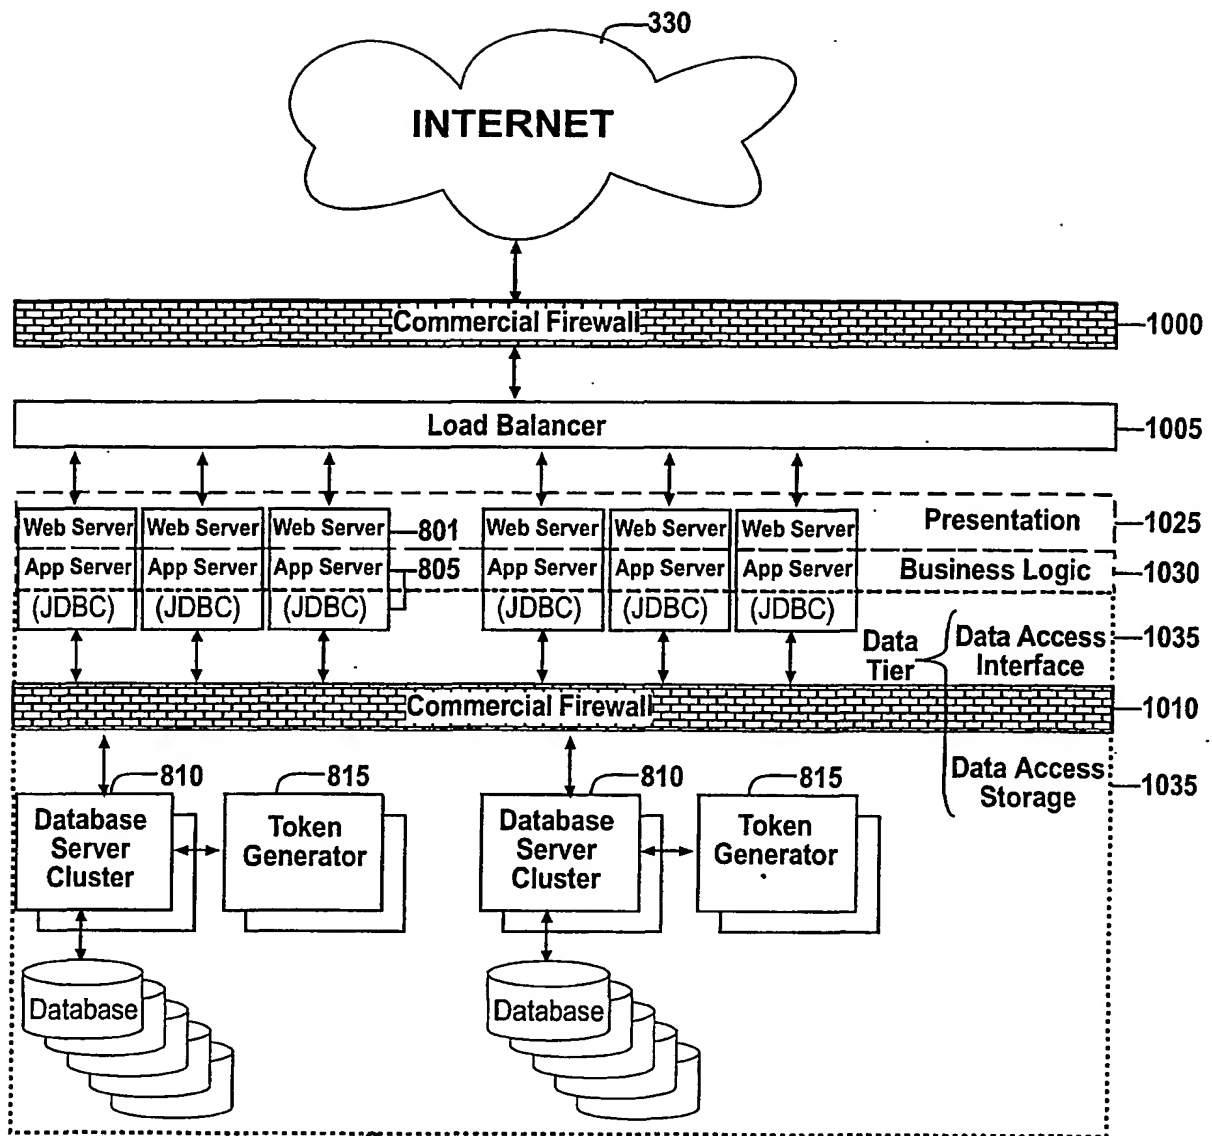 330
INTERNET
Commercial Firewall
1000
Load Balancer
1005
Web Server Web Server Web Server 801 Web Server Web Server Web Server Presentation 1025
App Server App Server App Server 805 App Server App Server App Server Business Logic 1030
(JDBC) (JDBC) (JDBC) (JDBC) (JDBC) (JDBC)
Data
Tier
Data Access
Interface
1035
Commercial Firewall
1010
Data Access
Storage
1035
810
Database
Server
Cluster
815
Token
Generator
810
Database
Server
Cluster
815
Token
Generator
Database
Database